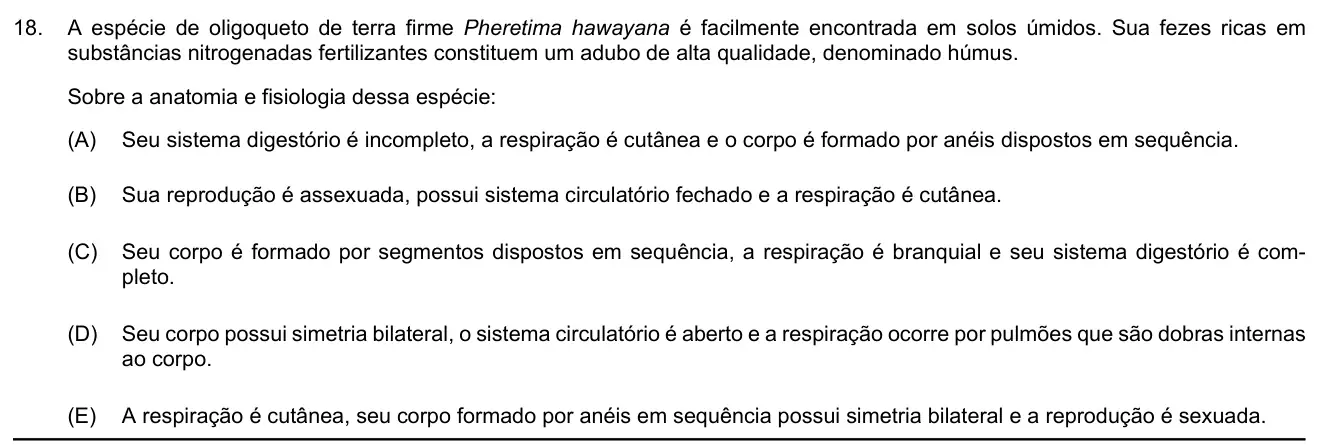 18. A espécie de oligoqueto de terra firme Pheretima hawayana é facilmente encontrada em solos úmidos. Sua fezes ricas em
substâncias nitrogenadas fertilizantes constituem um adubo de alta qualidade, denominado húmus.
Sobre a anatomia e fisiologia dessa espécie:
(A) Seu sistema digestório é incompleto, a respiração é cutânea e o corpo é formado por anéis dispostos em sequência.
(B) Sua reprodução é assexuada, possui sistema circulatório fechado e a respiração é cutânea.
(C) Seu corpo é formado por segmentos dispostos em sequência, a respiração é branquial e seu sistema digestório é com-
pleto.
(D) Seu corpo possui simetria bilateral, o sistema circulatório é aberto e a respiração ocorre por pulmões que são dobras internas
ao corpo.
(E) A respiração é cutânea, seu corpo formado por anéis em sequência possui simetria bilateral e a reprodução é sexuada.